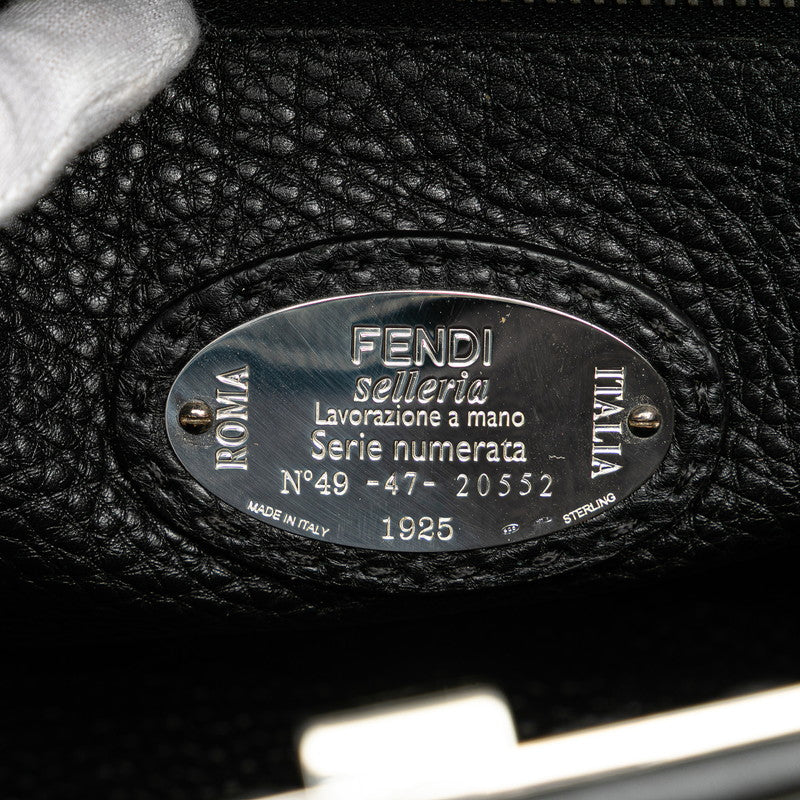 FENDI
selleria
Lavorazione a mano
Serie numerata
N°49 -47- 20552
1925
ROMA
ITALIA
MADE IN ITALY
STERLING